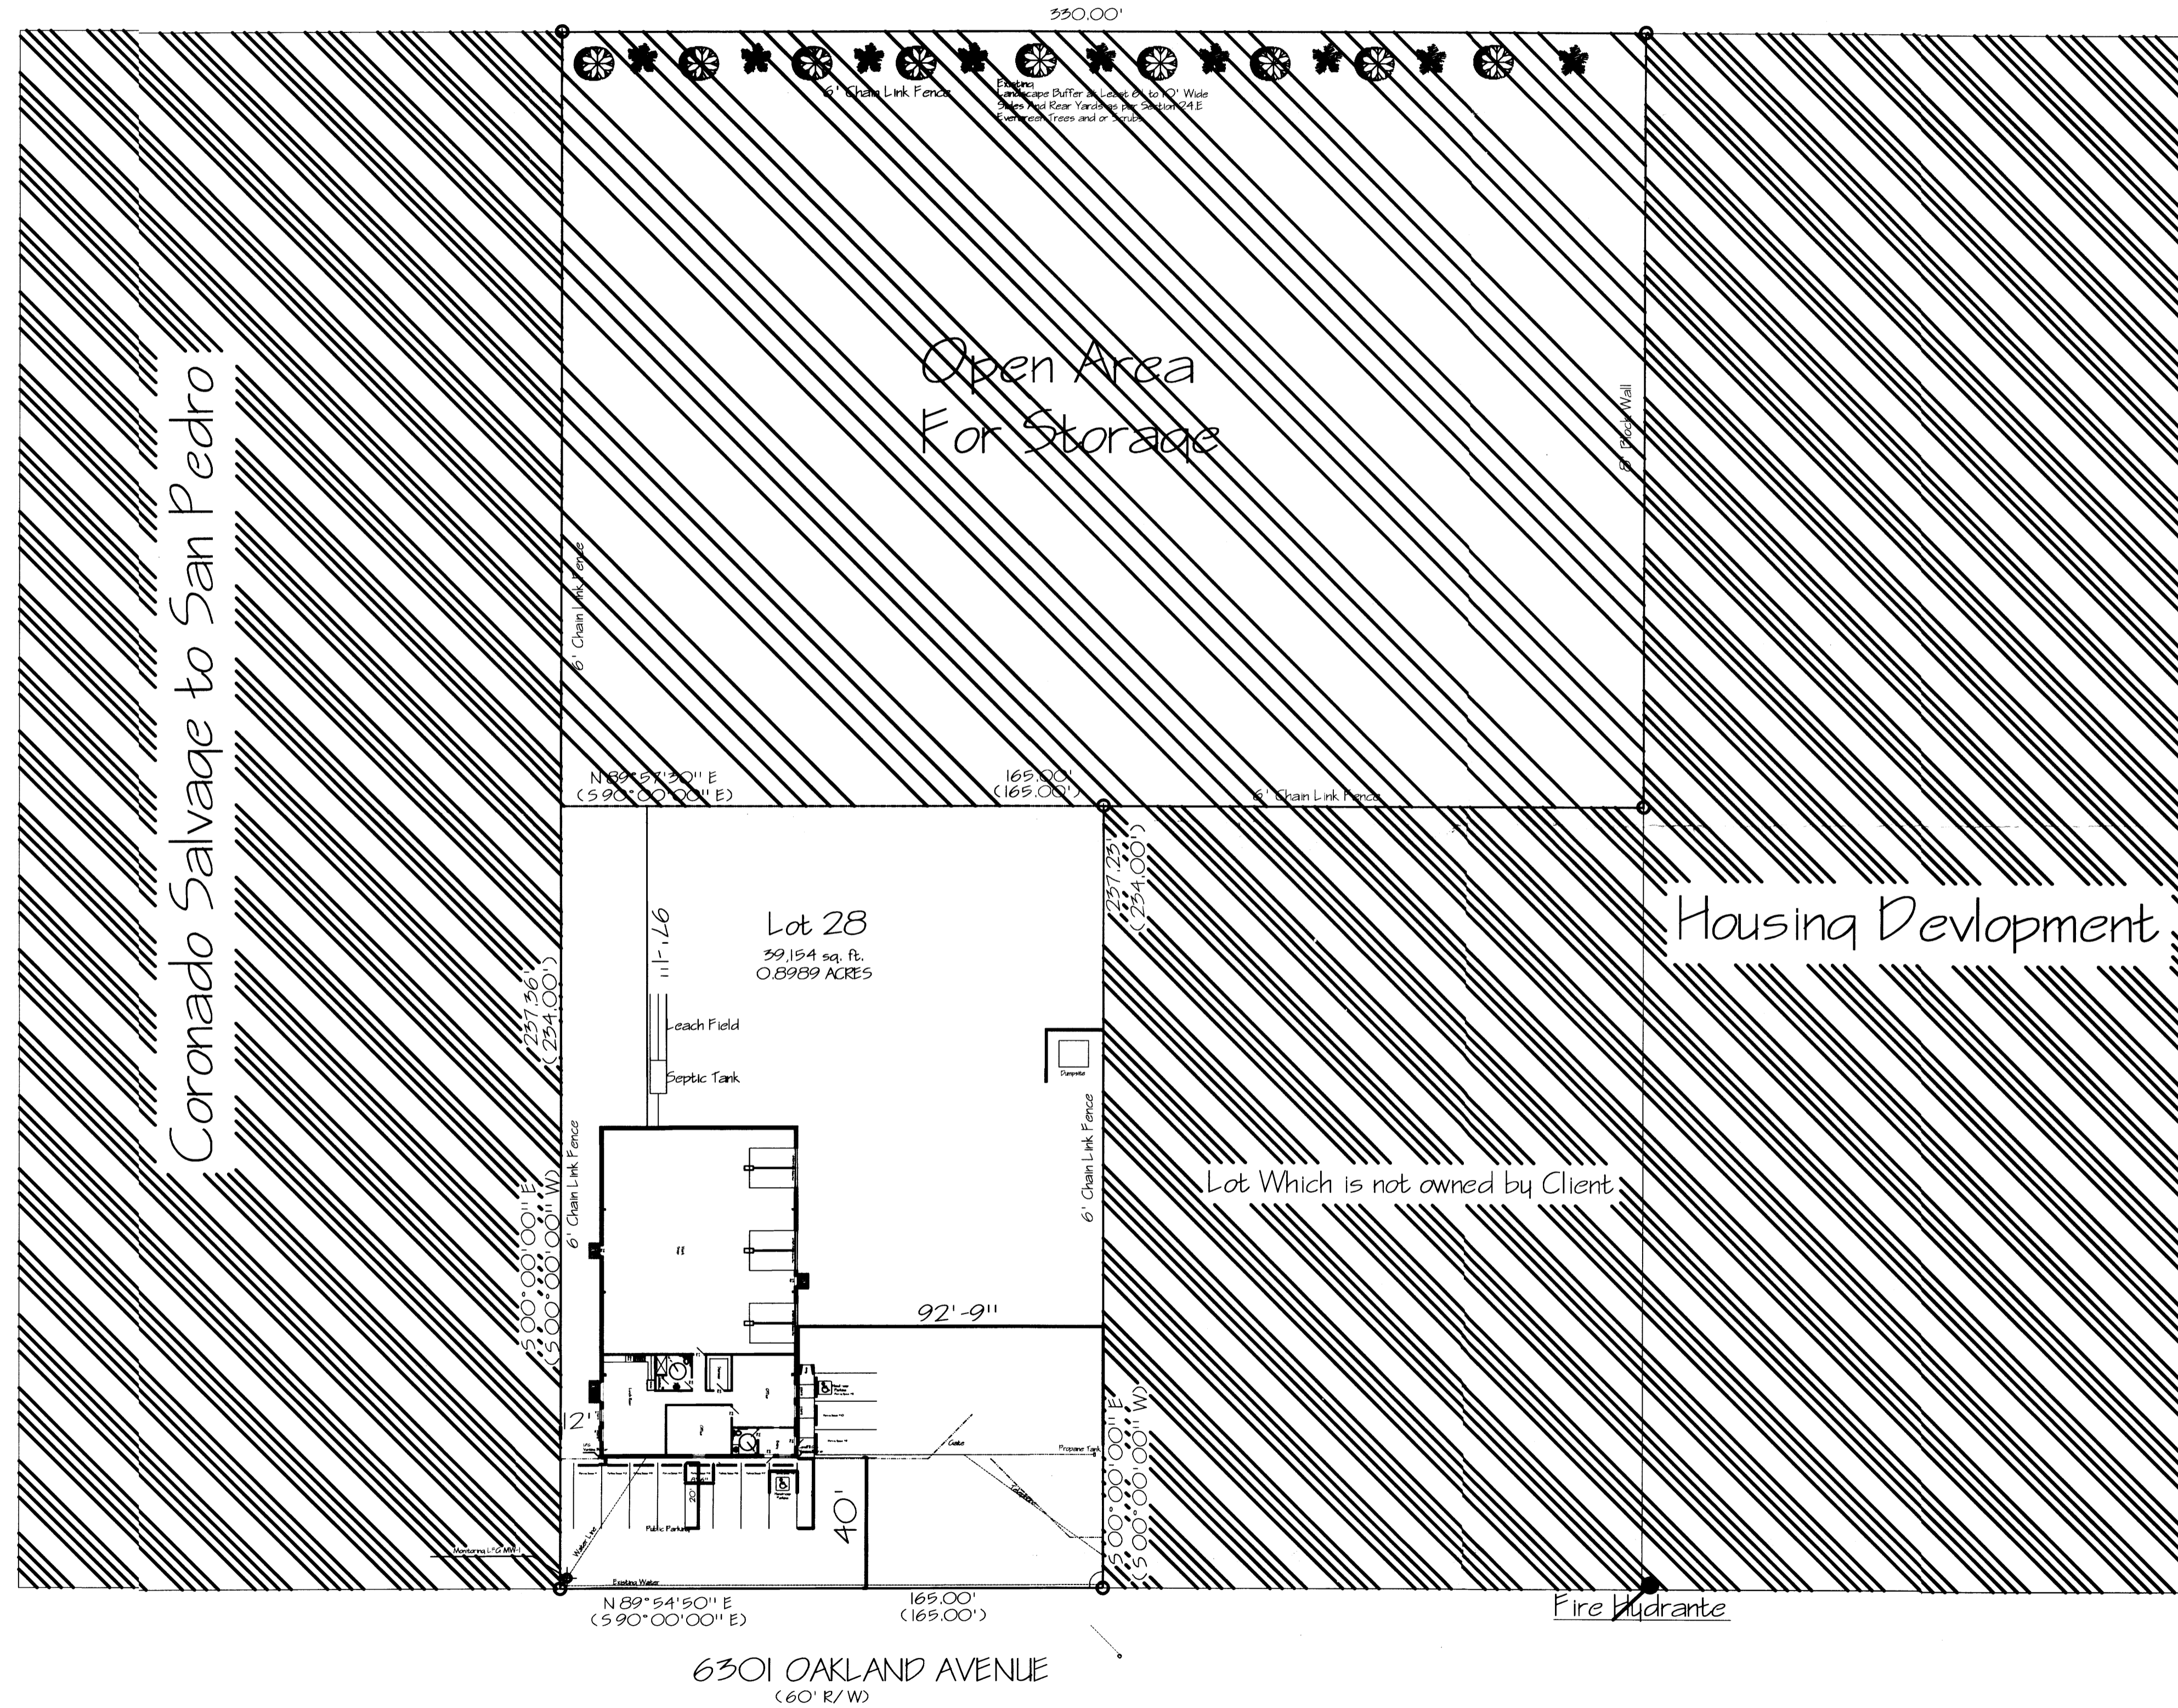 330.00'
6' Chain Link Fence
Existing
Landscape Buffer at Least 6' to 10' Wide
Sides And Rear Yards as per Section 24.E
Evergreen Trees and or Scrubs
Open Area
For Storage
8' Block Wall
Coronado Salvage to San Pedro
6' Chain Link Fence
N 89°57'30" E
(S 90°00'00" E)
165.00'
(165.00')
6' Chain Link Fence
237.23'
(234.00')
Housing Devlopment
Lot 28
39,154 sq. ft.
0.8989 ACRES
97'-1"
237.36'
(234.00')
Leach Field
Septic Tank
Dumpster
6' Chain Link Fence
6' Chain Link Fence
Lot Which is not owned by Client
S 00°00'00" E
(S 00°00'00" W)
92'-9"
12'
Gate
Propane Tank
S 00°00'00" E
(S 00°00'00" W)
20'
40'
Public Parking
Water Line
Existing Water
N 89°54'50" E
(S 90°00'00" E)
165.00'
(165.00')
Fire Hydrante
6301 OAKLAND AVENUE
(60' R/W)